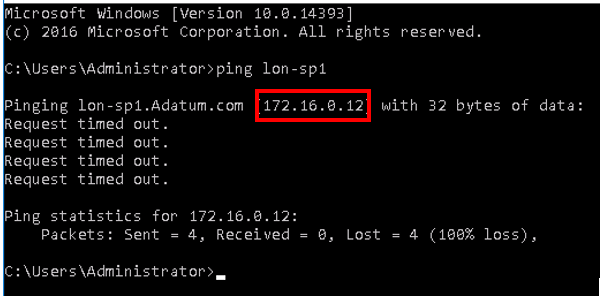 Microsoft Windows [Version 10.0.14393]
(c) 2016 Microsoft Corporation. All rights reserved.
C:\Users\Administrator>ping lon-sp1
Pinging lon-sp1.Adatum.com [172.16.0.12] with 32 bytes of data:
Request timed out.
Request timed out.
Request timed out.
Request timed out.
Ping statistics for 172.16.0.12:
    Packets: Sent = 4, Received = 0, Lost = 4 (100% loss),
C:\Users\Administrator>